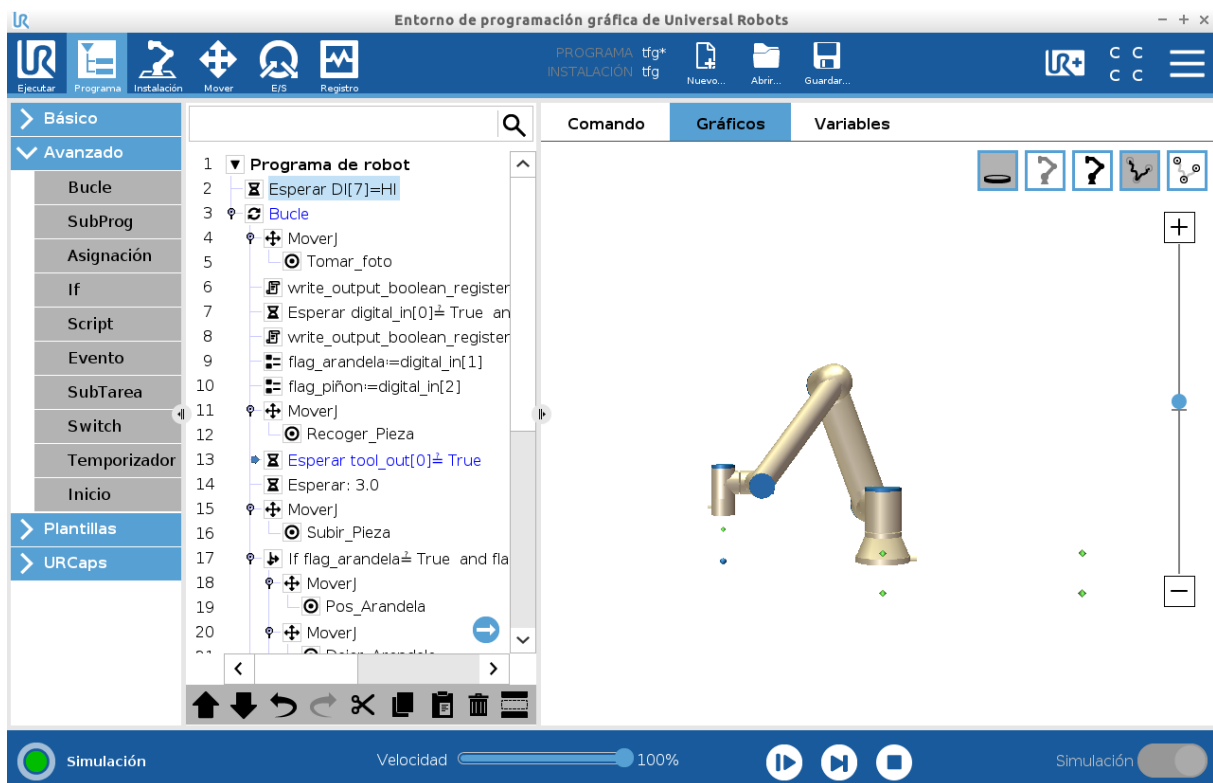 UR Entorno de programación gráfica de Universal Robots
UR
Ejecutar Programa Instalación Mover E/S Registro
PROGRAMA tfg*
INSTALACIÓN tfg
Nuevo... Abrir... Guardar...
UR+
C C
C C
Básico
Avanzado
Bucle
SubProg
Asignación
If
Script
Evento
SubTarea
Switch
Temporizador
Inicio
Plantillas
URCaps
1 Programa de robot
2 Esperar DI[7]=HI
3 Bucle
4 MoverJ
5 Tomar_foto
6 write_output_boolean_register
7 Esperar digital_in[0]≟ True an
8 write_output_boolean_register
9 flag_arandela≔digital_in[1]
10 flag_piñon≔digital_in[2]
11 MoverJ
12 Recoger_Pieza
13 Esperar tool_out[0]≟ True
14 Esperar: 3.0
15 MoverJ
16 Subir_Pieza
17 If flag_arandela≟ True and fla
18 MoverJ
19 Pos_Arandela
20 MoverJ
Comando Gráficos Variables
Simulación
Velocidad 100%
Simulación